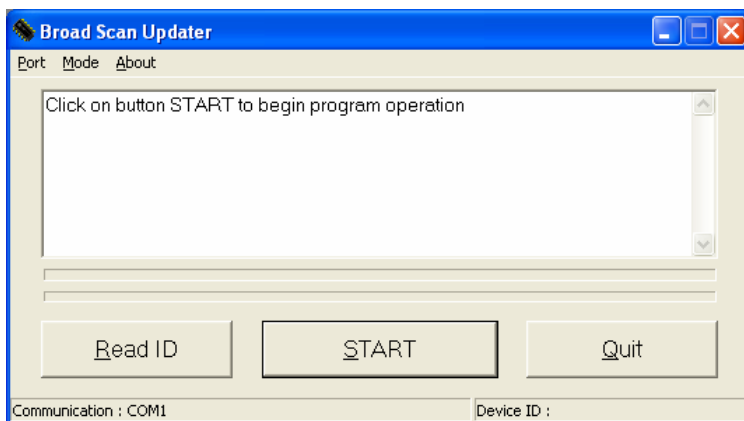 Broad Scan Updater
Port Mode About
Click on button START to begin program operation
Read ID START Quit
Communication : COM1 Device ID :